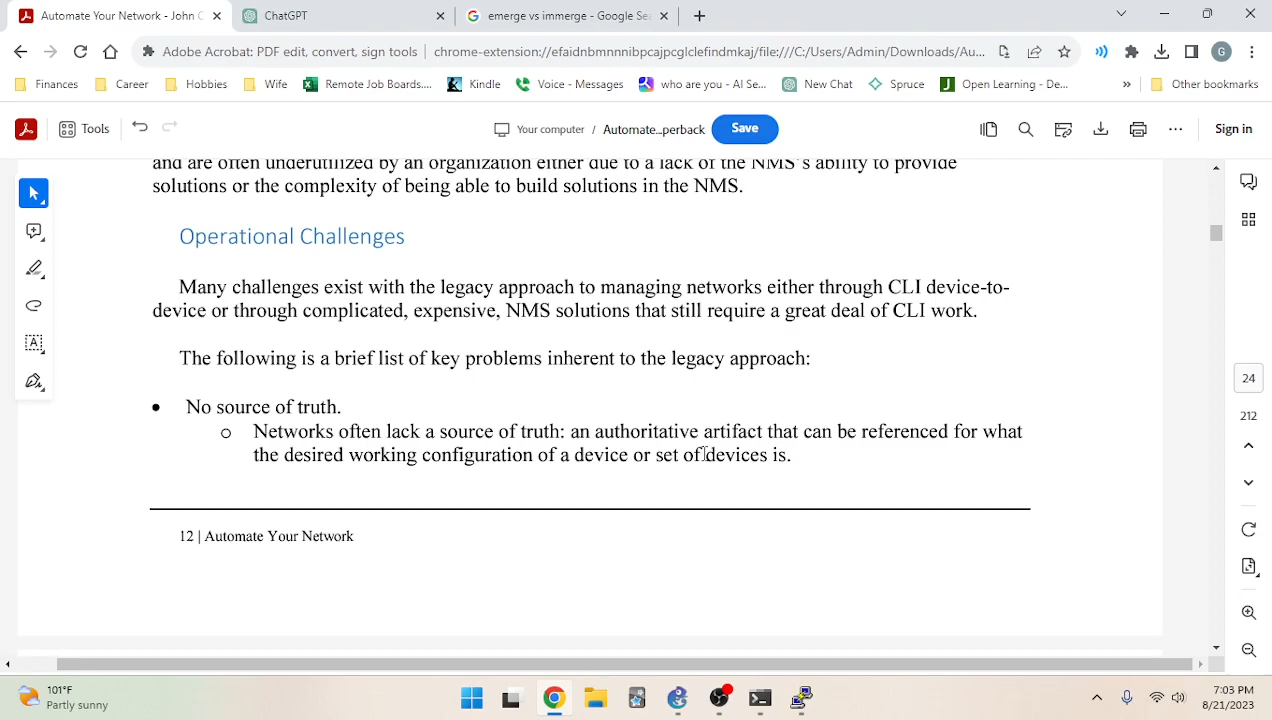 Automate Your Network - John C
ChatGPT
emerge vs immerge - Google Sea
Adobe Acrobat: PDF edit, convert, sign tools
chrome-extension://efaidnbmnnnibpcajpcglclefindmkaj/file:///C:/Users/Admin/Downloads/Au...
G
Finances
Career
Hobbies
Wife
Remote Job Boards....
Kindle
Voice - Messages
who are you - AI Se...
New Chat
Spruce
Open Learning - De...
»
Other bookmarks
Tools
Your computer / Automate...perback
Save
Sign in
and are often underutilized by an organization either due to a lack of the NMS's ability to provide
solutions or the complexity of being able to build solutions in the NMS.
Operational Challenges
Many challenges exist with the legacy approach to managing networks either through CLI device-to-
device or through complicated, expensive, NMS solutions that still require a great deal of CLI work.
The following is a brief list of key problems inherent to the legacy approach:
• No source of truth.
o Networks often lack a source of truth: an authoritative artifact that can be referenced for what
the desired working configuration of a device or set of devices is.
12 | Automate Your Network
24
212
101°F
Partly sunny
7:03 PM
8/21/2023